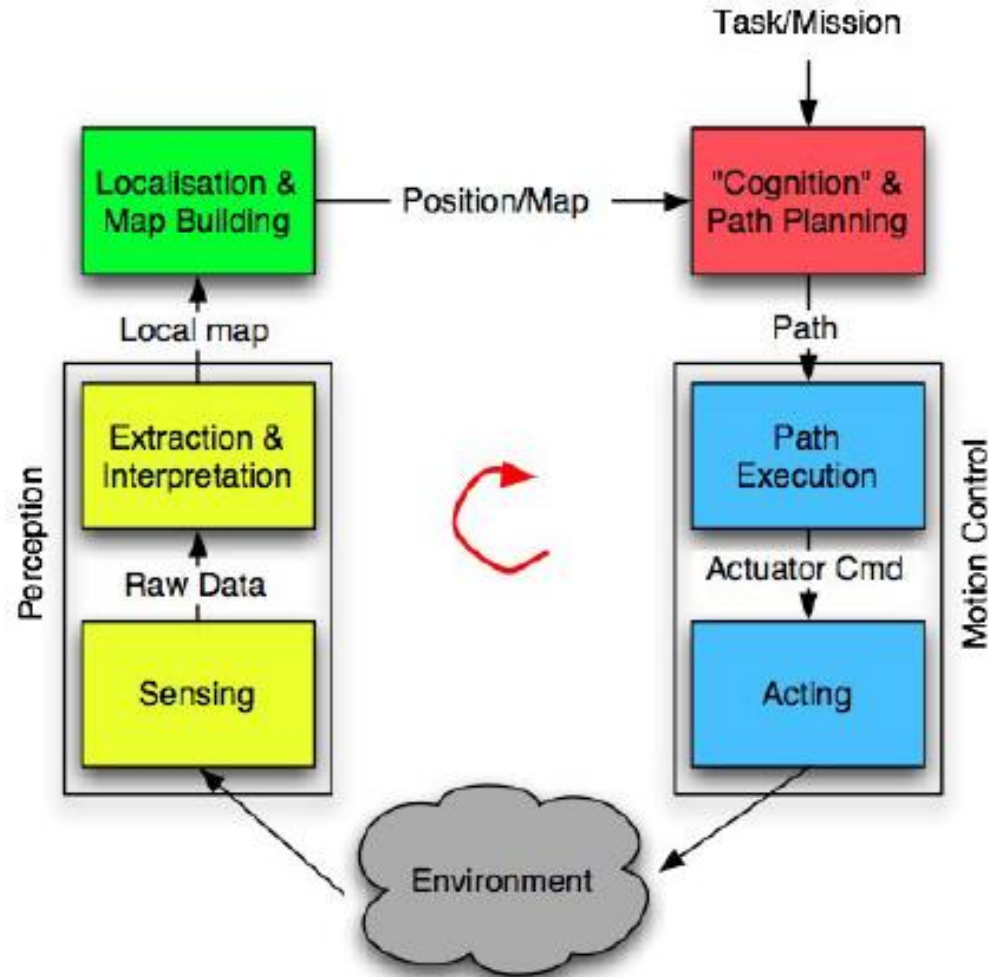 Task/Mission
Localisation &
Map Building
Position/Map
"Cognition" &
Path Planning
Local map
Path
Perception
Extraction &
Interpretation
Path
Execution
Motion Control
Raw Data
Actuator Cmd
Sensing
Acting
Environment